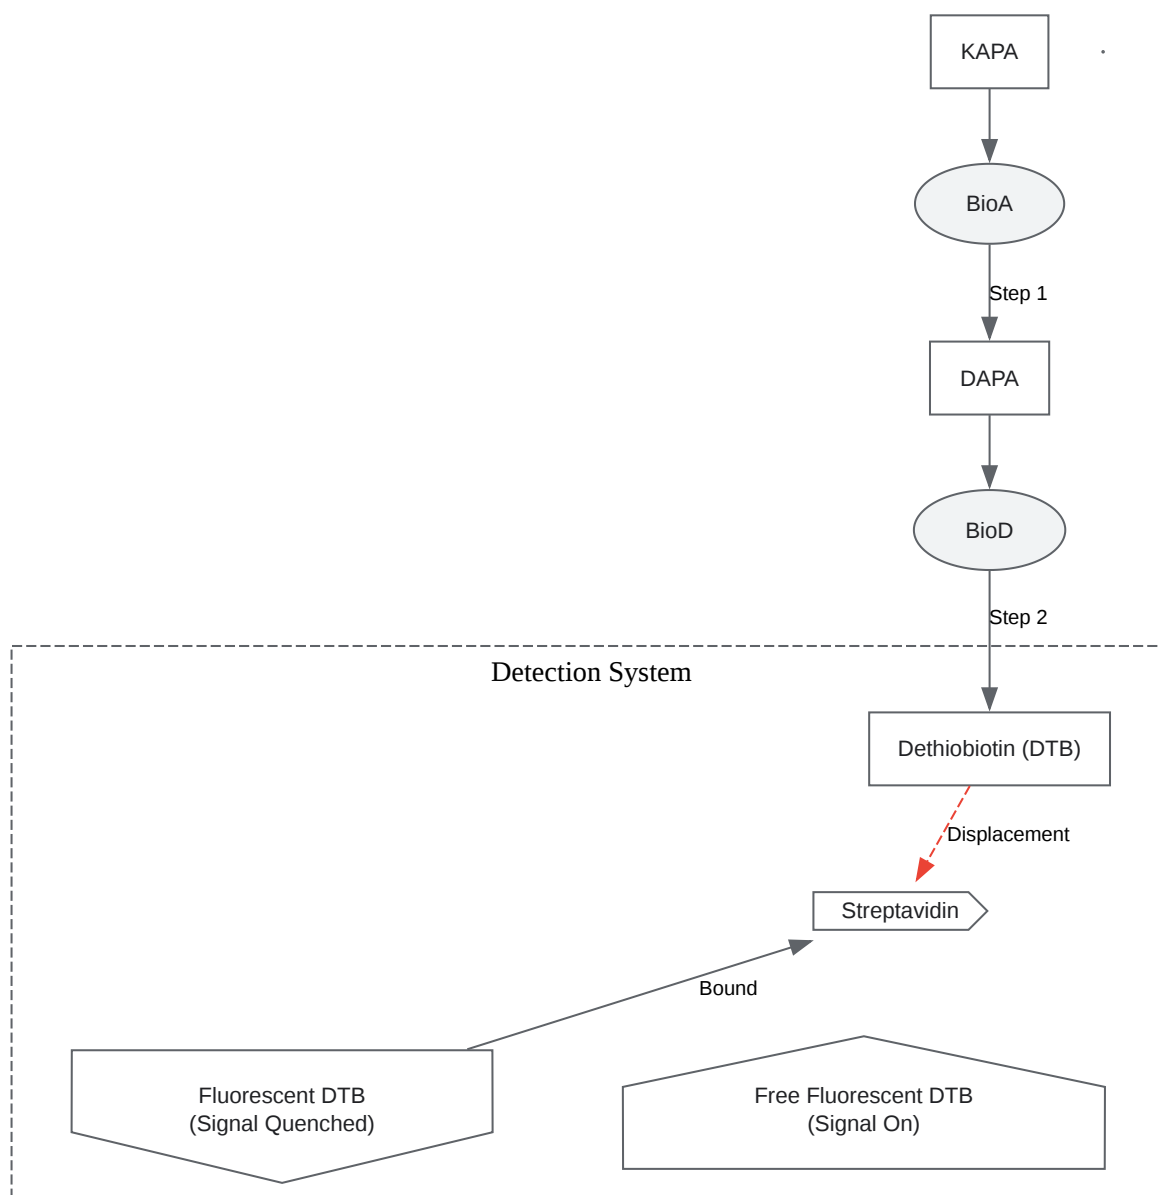 KAPA
BioA
Step 1
DAPA
BioD
Step 2
Detection System
Dethiobiotin (DTB)
Displacement
Streptavidin
Bound
Fluorescent DTB
(Signal Quenched)
Free Fluorescent DTB
(Signal On)